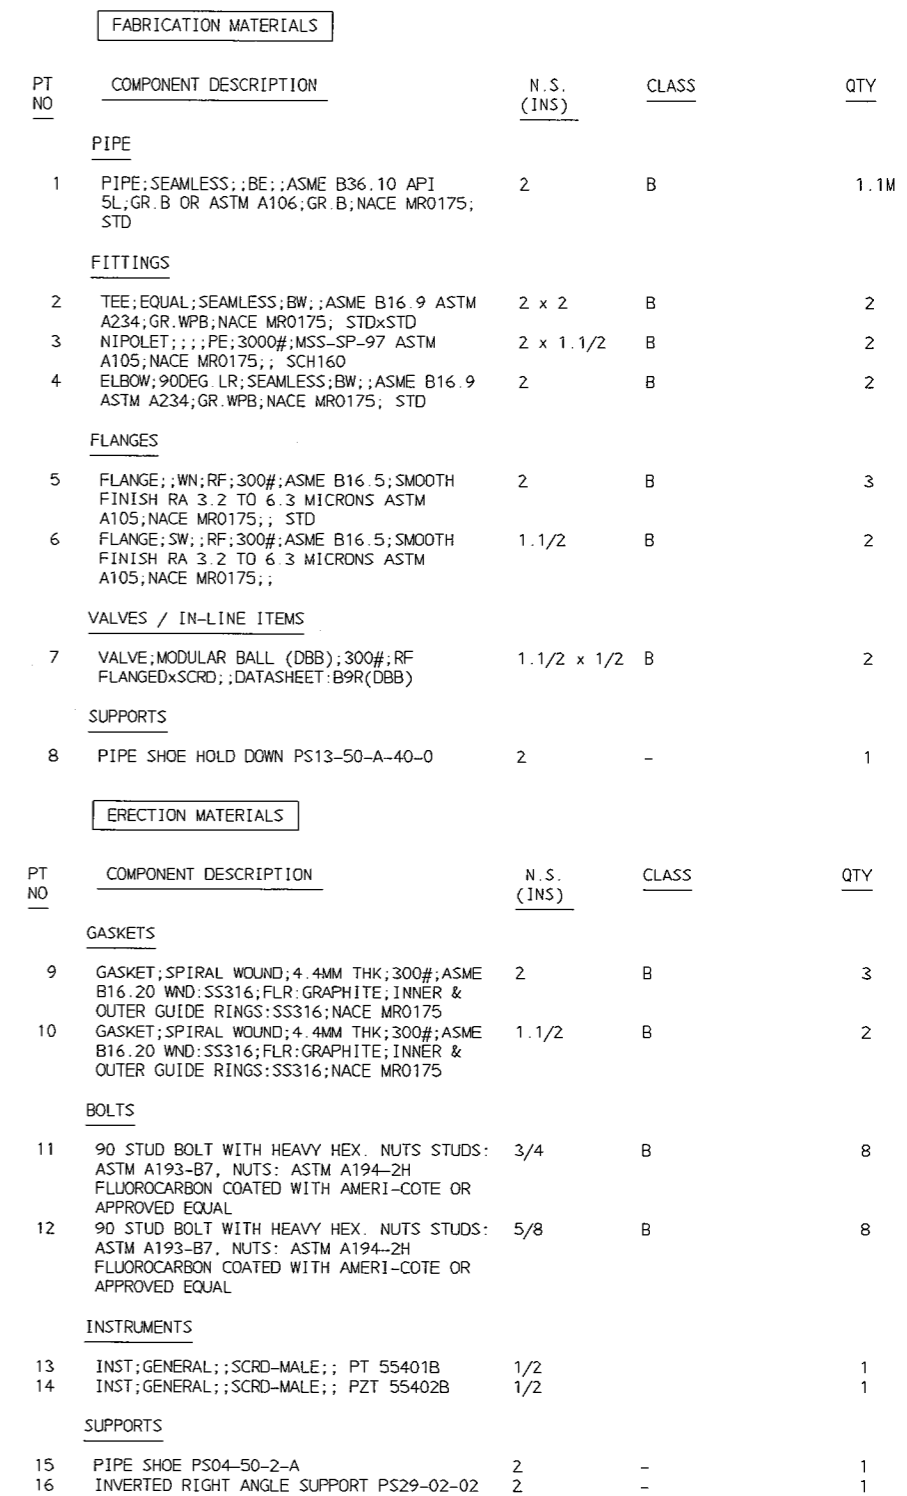 FABRICATION MATERIALS
PT NO COMPONENT DESCRIPTION N.S. (INS) CLASS QTY
PIPE
1 PIPE;SEAMLESS;;BE;;ASME B36.10 API 2 B 1.1M
5L;GR.B OR ASTM A106;GR.B;NACE MR0175;
STD
FITTINGS
2 TEE;EQUAL;SEAMLESS;BW;;ASME B16.9 ASTM 2 x 2 B 2
A234;GR.WPB;NACE MR0175; STDxSTD
3 NIPOLET;;;;PE;3000#;MSS-SP-97 ASTM 2 x 1.1/2 B 2
A105;NACE MR0175;; SCH160
4 ELBOW;90DEG.LR;SEAMLESS;BW;;ASME B16.9 2 B 2
ASTM A234;GR.WPB;NACE MR0175; STD
FLANGES
5 FLANGE;;WN;RF;300#;ASME B16.5;SMOOTH 2 B 3
FINISH RA 3.2 TO 6.3 MICRONS ASTM
A105;NACE MR0175;; STD
6 FLANGE;SW;;RF;300#;ASME B16.5;SMOOTH 1.1/2 B 2
FINISH RA 3.2 TO 6.3 MICRONS ASTM
A105;NACE MR0175;;
VALVES / IN-LINE ITEMS
7 VALVE;MODULAR BALL (DBB);300#;RF 1.1/2 x 1/2 B 2
FLANGEDxSCRD;;DATASHEET:B9R(DBB)
SUPPORTS
8 PIPE SHOE HOLD DOWN PS13-50-A-40-0 2 - 1
ERECTION MATERIALS
PT NO COMPONENT DESCRIPTION N.S. (INS) CLASS QTY
GASKETS
9 GASKET;SPIRAL WOUND;4.4MM THK;300#;ASME 2 B 3
B16.20 WND:SS316;FLR:GRAPHITE;INNER &
OUTER GUIDE RINGS:SS316;NACE MR0175
10 GASKET;SPIRAL WOUND;4.4MM THK;300#;ASME 1.1/2 B 2
B16.20 WND:SS316;FLR:GRAPHITE;INNER &
OUTER GUIDE RINGS:SS316;NACE MR0175
BOLTS
11 90 STUD BOLT WITH HEAVY HEX. NUTS STUDS: 3/4 B 8
ASTM A193-B7, NUTS: ASTM A194-2H
FLUOROCARBON COATED WITH AMERI-COTE OR
APPROVED EQUAL
12 90 STUD BOLT WITH HEAVY HEX. NUTS STUDS: 5/8 B 8
ASTM A193-B7, NUTS: ASTM A194-2H
FLUOROCARBON COATED WITH AMERI-COTE OR
APPROVED EQUAL
INSTRUMENTS
13 INST;GENERAL;;SCRD-MALE;; PT 55401B 1/2 1
14 INST;GENERAL;;SCRD-MALE;; PZT 55402B 1/2 1
SUPPORTS
15 PIPE SHOE PS04-50-2-A 2 - 1
16 INVERTED RIGHT ANGLE SUPPORT PS29-02-02 2 - 1